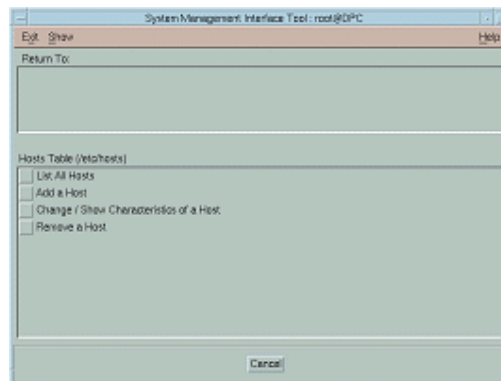 System Management Interface Tool : root@DPC
Exit Show Help
Return To:
Hosts Table (/etc/hosts)
List All Hosts
Add a Host
Change / Show Characteristics of a Host
Remove a Host
Cancel